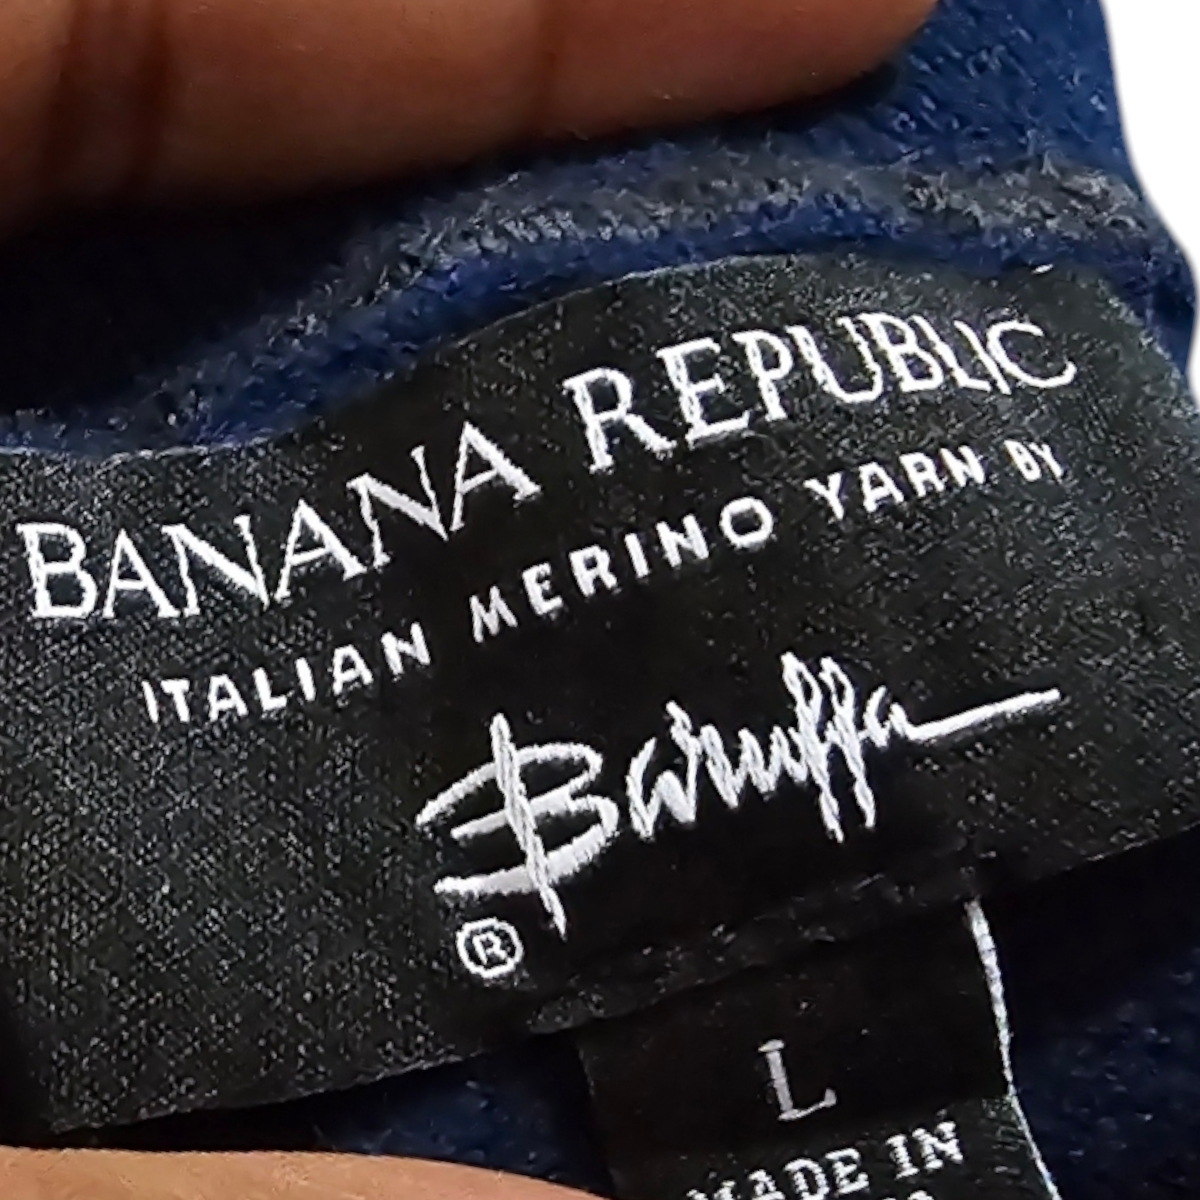 BANANA REPUBLIC
ITALIAN MERINO YARN BY
Baruffa
®
L
MADE IN